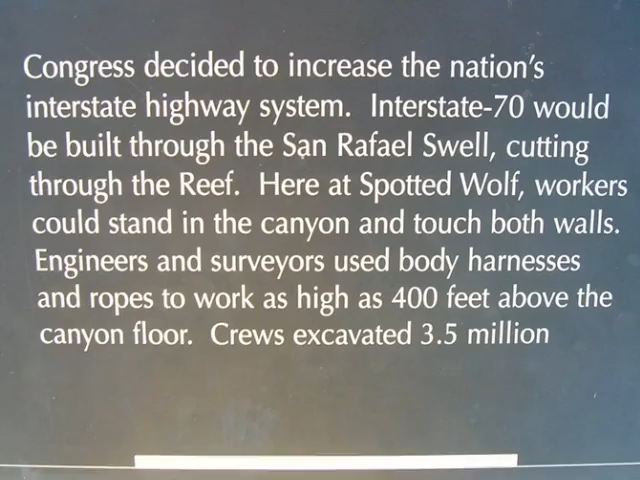 Congress decided to increase the nation's
interstate highway system.  Interstate-70 would
be built through the San Rafael Swell, cutting
through the Reef.  Here at Spotted Wolf, workers
could stand in the canyon and touch both walls.
Engineers and surveyors used body harnesses
and ropes to work as high as 400 feet above the
canyon floor.  Crews excavated 3.5 million